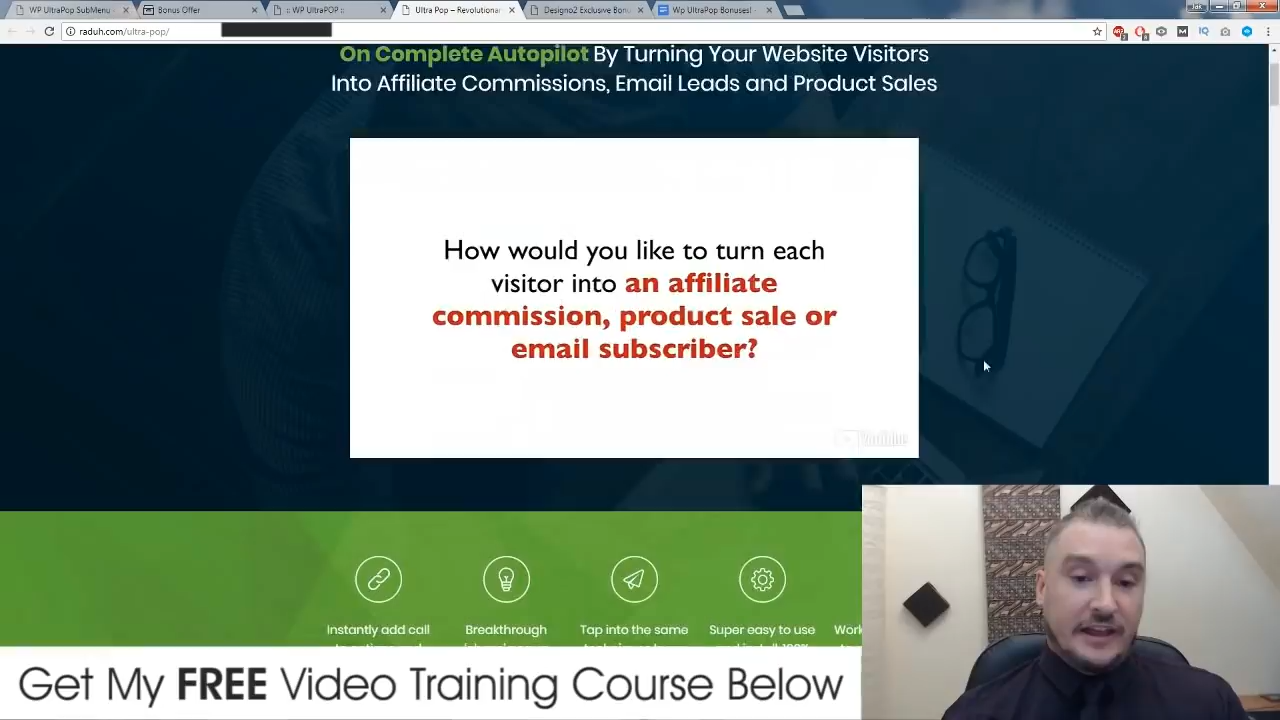 WP UltraPop SubMenu
Bonus Offer
:: WP UltraPOP ::
Ultra Pop – Revolutionar
Designo2 Exclusive Bonu
Wp UltraPop Bonuses! -
Jak
raduh.com/ultra-pop/
On Complete Autopilot By Turning Your Website Visitors
Into Affiliate Commissions, Email Leads and Product Sales
How would you like to turn each
visitor into an affiliate
commission, product sale or
email subscriber?
YouTube
Instantly add call
Breakthrough
Tap into the same
Super easy to use
Work
Get My FREE Video Training Course Below